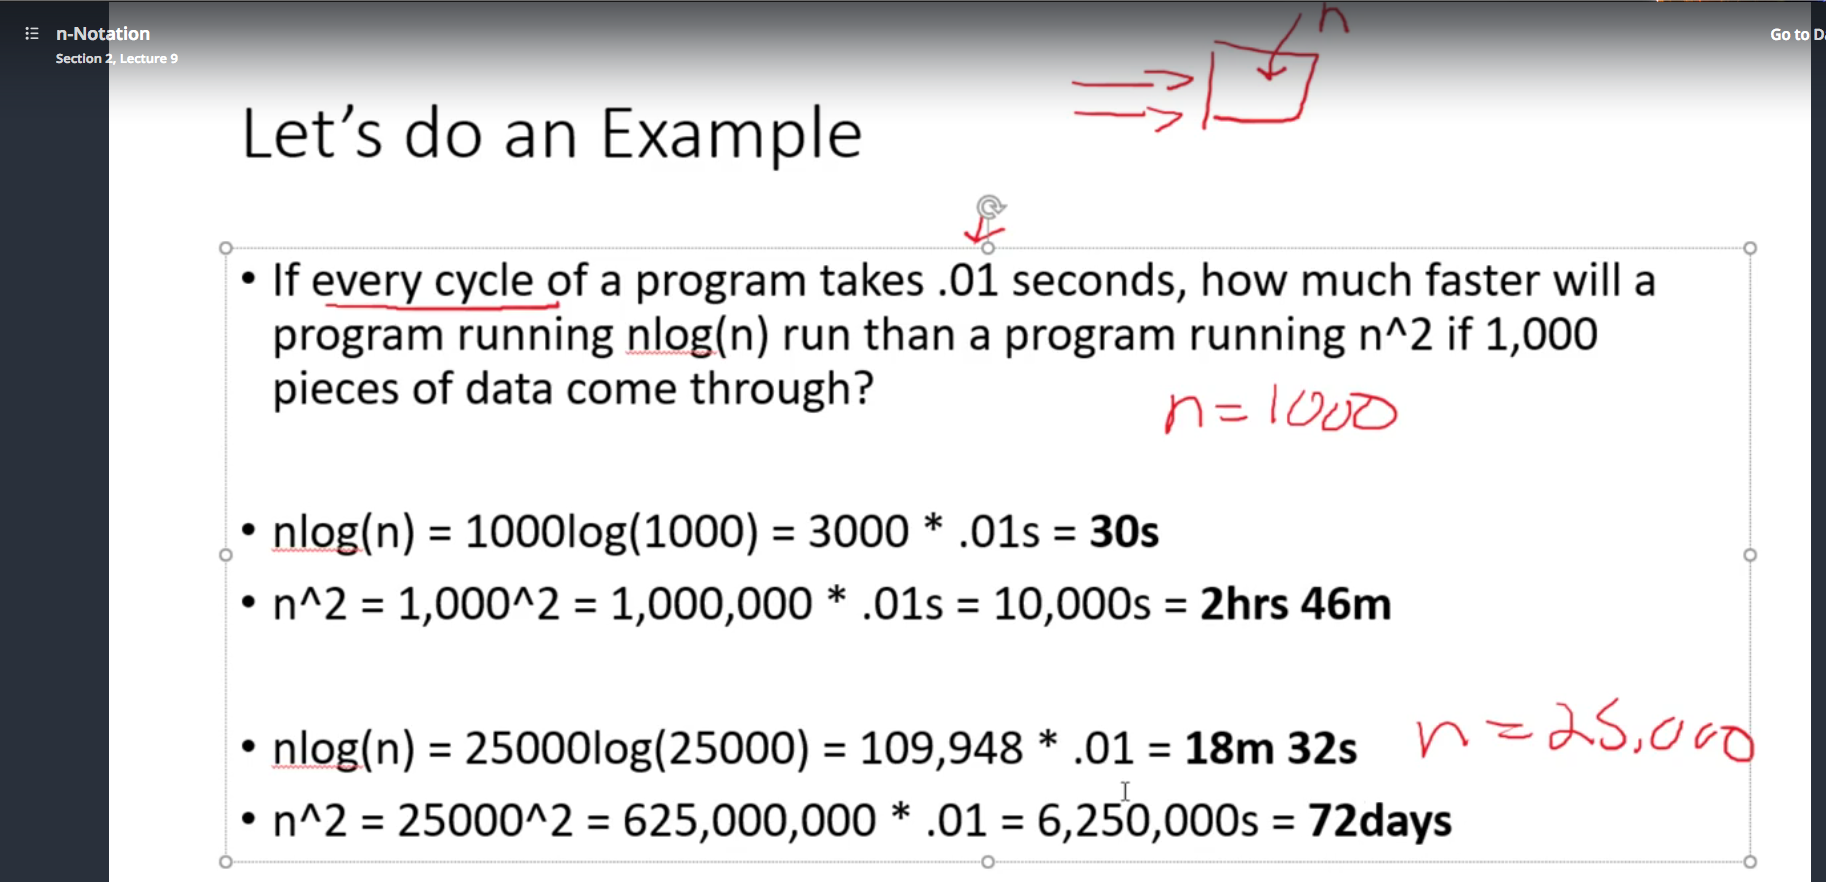 n-Notation
Section 2, Lecture 9
Go to D
n
Let's do an Example
• If every cycle of a program takes .01 seconds, how much faster will a
program running nlog(n) run than a program running n^2 if 1,000
pieces of data come through?
n=1000
• nlog(n) = 1000log(1000) = 3000 * .01s = 30s
• n^2 = 1,000^2 = 1,000,000 * .01s = 10,000s = 2hrs 46m
• nlog(n) = 25000log(25000) = 109,948 * .01 = 18m 32s
n=25,000
• n^2 = 25000^2 = 625,000,000 * .01 = 6,250,000s = 72days